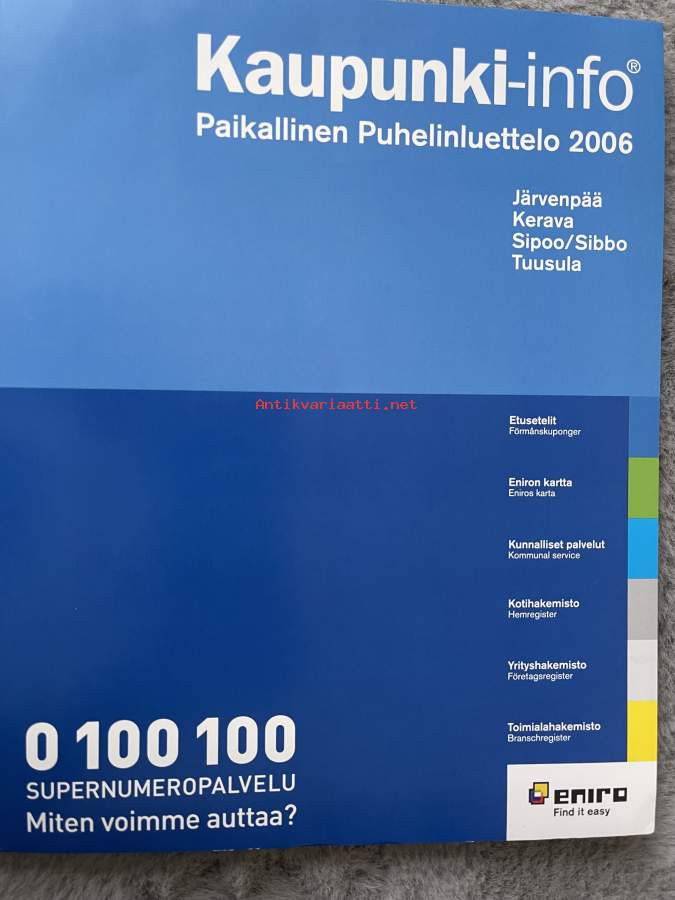 Kaupunki-info®
Paikallinen Puhelinluettelo 2006
Järvenpää
Kerava
Sipoo/Sibbo
Tuusula
Antikvariaatti.net
Etusetelit
Förmånskuponger
Eniron kartta
Eniros karta
Kunnalliset palvelut
Kommunal service
Kotihakemisto
Hemregister
Yrityshakemisto
Företagsregister
Toimialahakemisto
Branschregister
0 100 100
SUPERNUMEROPALVELU
Miten voimme auttaa?
eniro
Find it easy